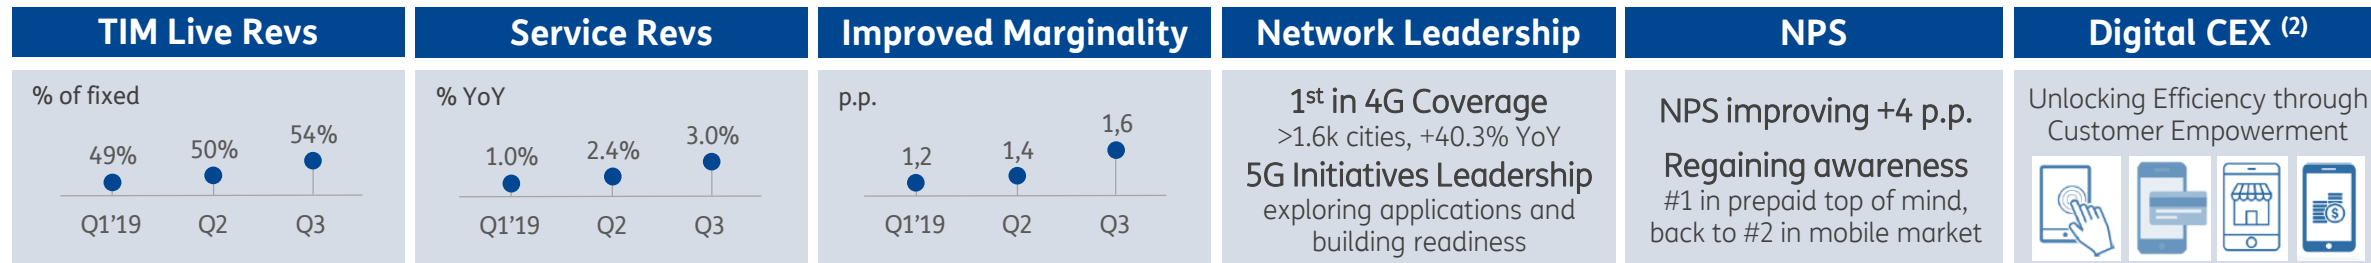 TIM Live Revs
% of fixed
49% 50% 54%
Q1’19 Q2 Q3
Service Revs
% YoY
1.0% 2.4% 3.0%
Q1’19 Q2 Q3
Improved Marginality
p.p.
1,2 1,4 1,6
Q1’19 Q2 Q3
Network Leadership
1st in 4G Coverage
>1.6k cities, +40.3% YoY
5G Initiatives Leadership
exploring applications and
building readiness
NPS
NPS improving +4 p.p.
Regaining awareness
#1 in prepaid top of mind,
back to #2 in mobile market
Digital CEX (2)
Unlocking Efficiency through
Customer Empowerment
$